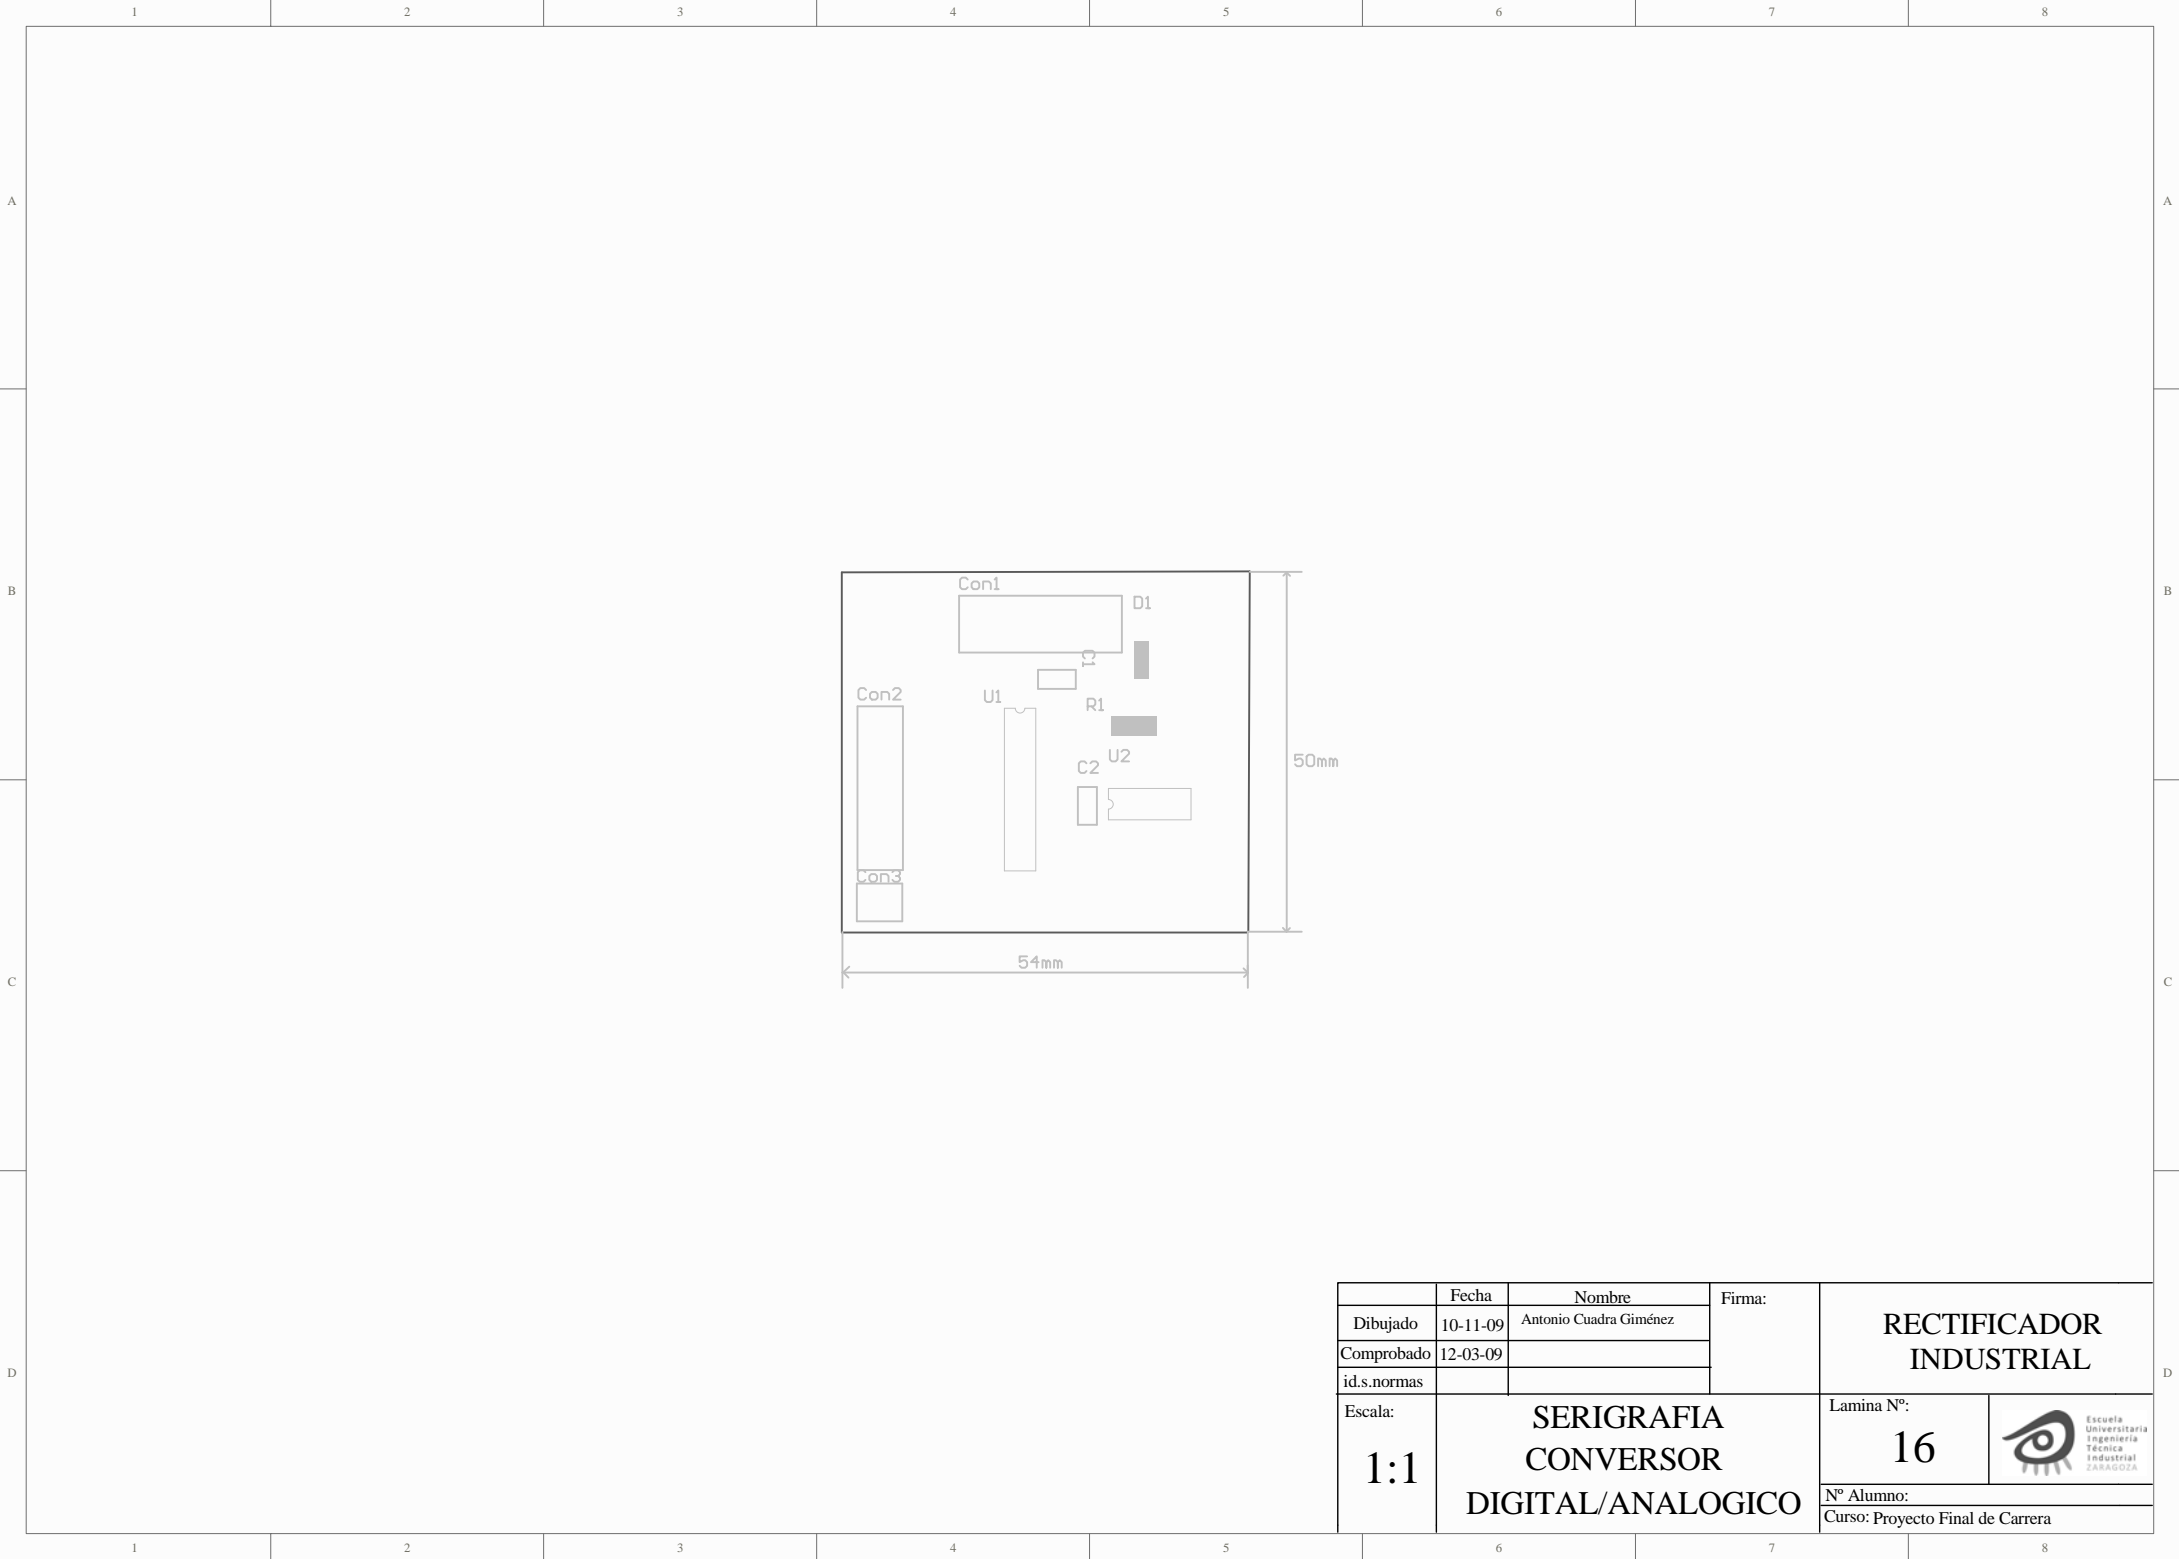 1 2 3 4 5 6 7 8
A A
Con1
D1
B B
C1
Con2
U1
R1
U2
50mm
C2
Con3
54mm
C C
Fecha Nombre Firma:
Dibujado 10-11-09 Antonio Cuadra Giménez
Comprobado 12-03-09
id.s.normas
RECTIFICADOR
INDUSTRIAL
D D
Escala:
1:1
SERIGRAFIA
CONVERSOR
DIGITAL/ANALOGICO
Lamina Nº:
16
Escuela
Universitaria
Ingeniería
Técnica
Industrial
ZARAGOZA
Nº Alumno:
Curso: Proyecto Final de Carrera
1 2 3 4 5 6 7 8